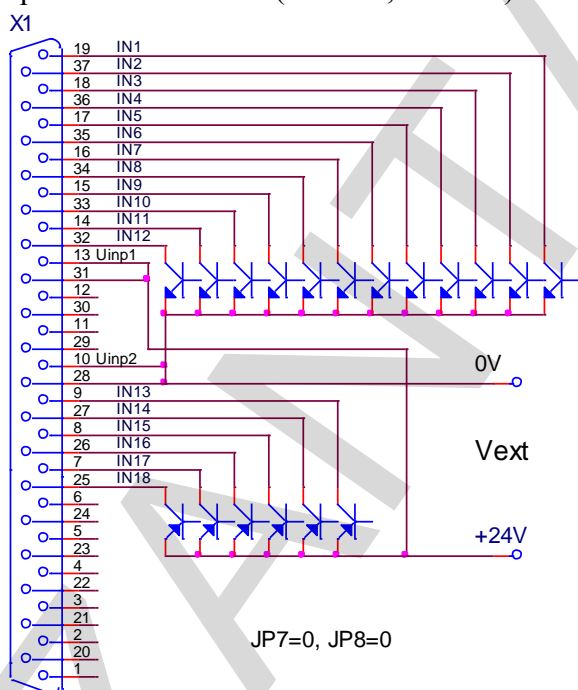 X1
19 IN1
37 IN2
18 IN3
36 IN4
17 IN5
35 IN6
16 IN7
34 IN8
15 IN9
33 IN10
14 IN11
32 IN12
13 Uinp1
31
12
30
11
29
10 Uinp2
28
0V
9 IN13
27 IN14
8 IN15
Vext
26 IN16
7 IN17
25 IN18
6
24
5
+24V
23
4
22
3
21
2
JP7=0, JP8=0
20
1